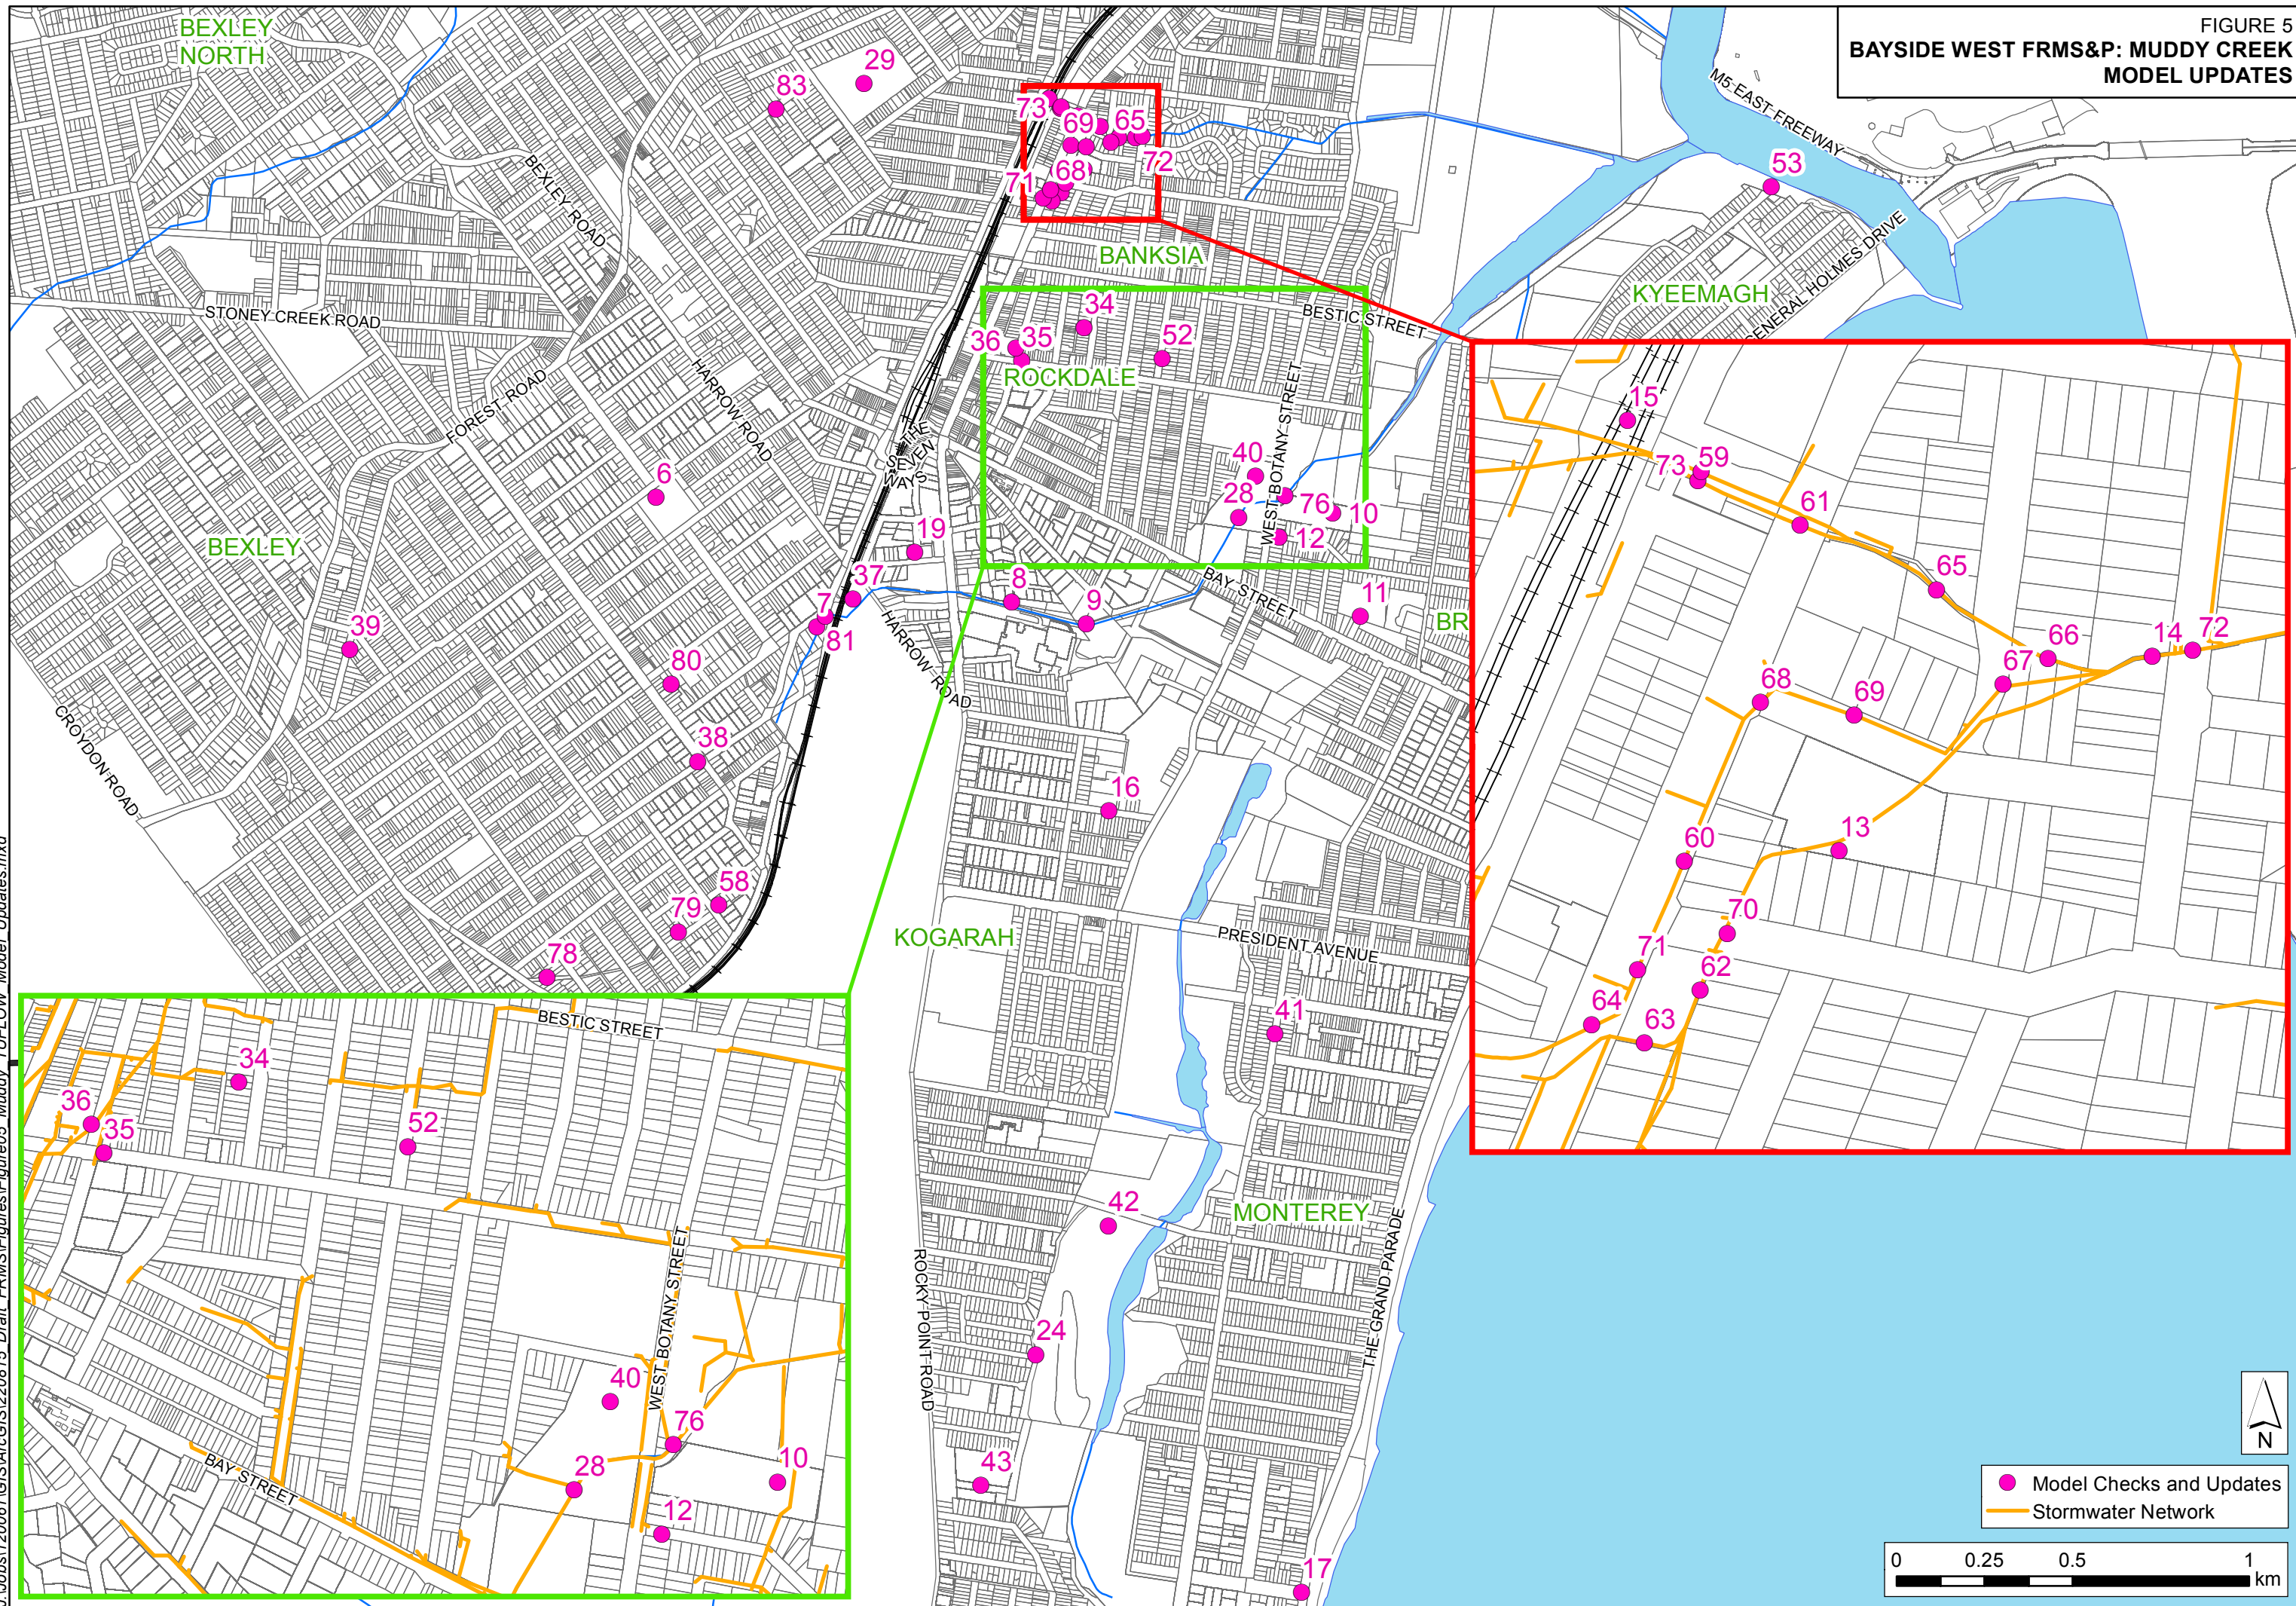 FIGURE 5
BAYSIDE WEST FRMS&P: MUDDY CREEK
MODEL UPDATES
BEXLEY
NORTH
29
83
73
69
65
72
71
68
M5 EAST FREEWAY
53
BEXLEY ROAD
BANKSIA
KYEEMAGH
GENERAL HOLMES DRIVE
STONEY CREEK ROAD
BESTIC STREET
34
35
36
52
ROCKDALE
HARROW ROAD
FOREST ROAD
THE
SEVEN
WAYS
WEST BOTANY STREET
6
40
28
76
10
12
BEXLEY
19
37
8
9
7
81
BAY STREET
11
BR
39
HARROW ROAD
80
38
CROYDON ROAD
16
58
79
78
KOGARAH
PRESIDENT AVENUE
41
42
MONTEREY
ROCKY POINT ROAD
THE GRAND PARADE
24
43
17
15
73
59
61
65
66
67
14
72
68
69
13
60
70
71
62
64
63
BESTIC STREET
34
36
35
52
WEST BOTANY STREET
40
76
28
10
12
BAY STREET
N
Model Checks and Updates
Stormwater Network
0
0.25
0.5
1
km